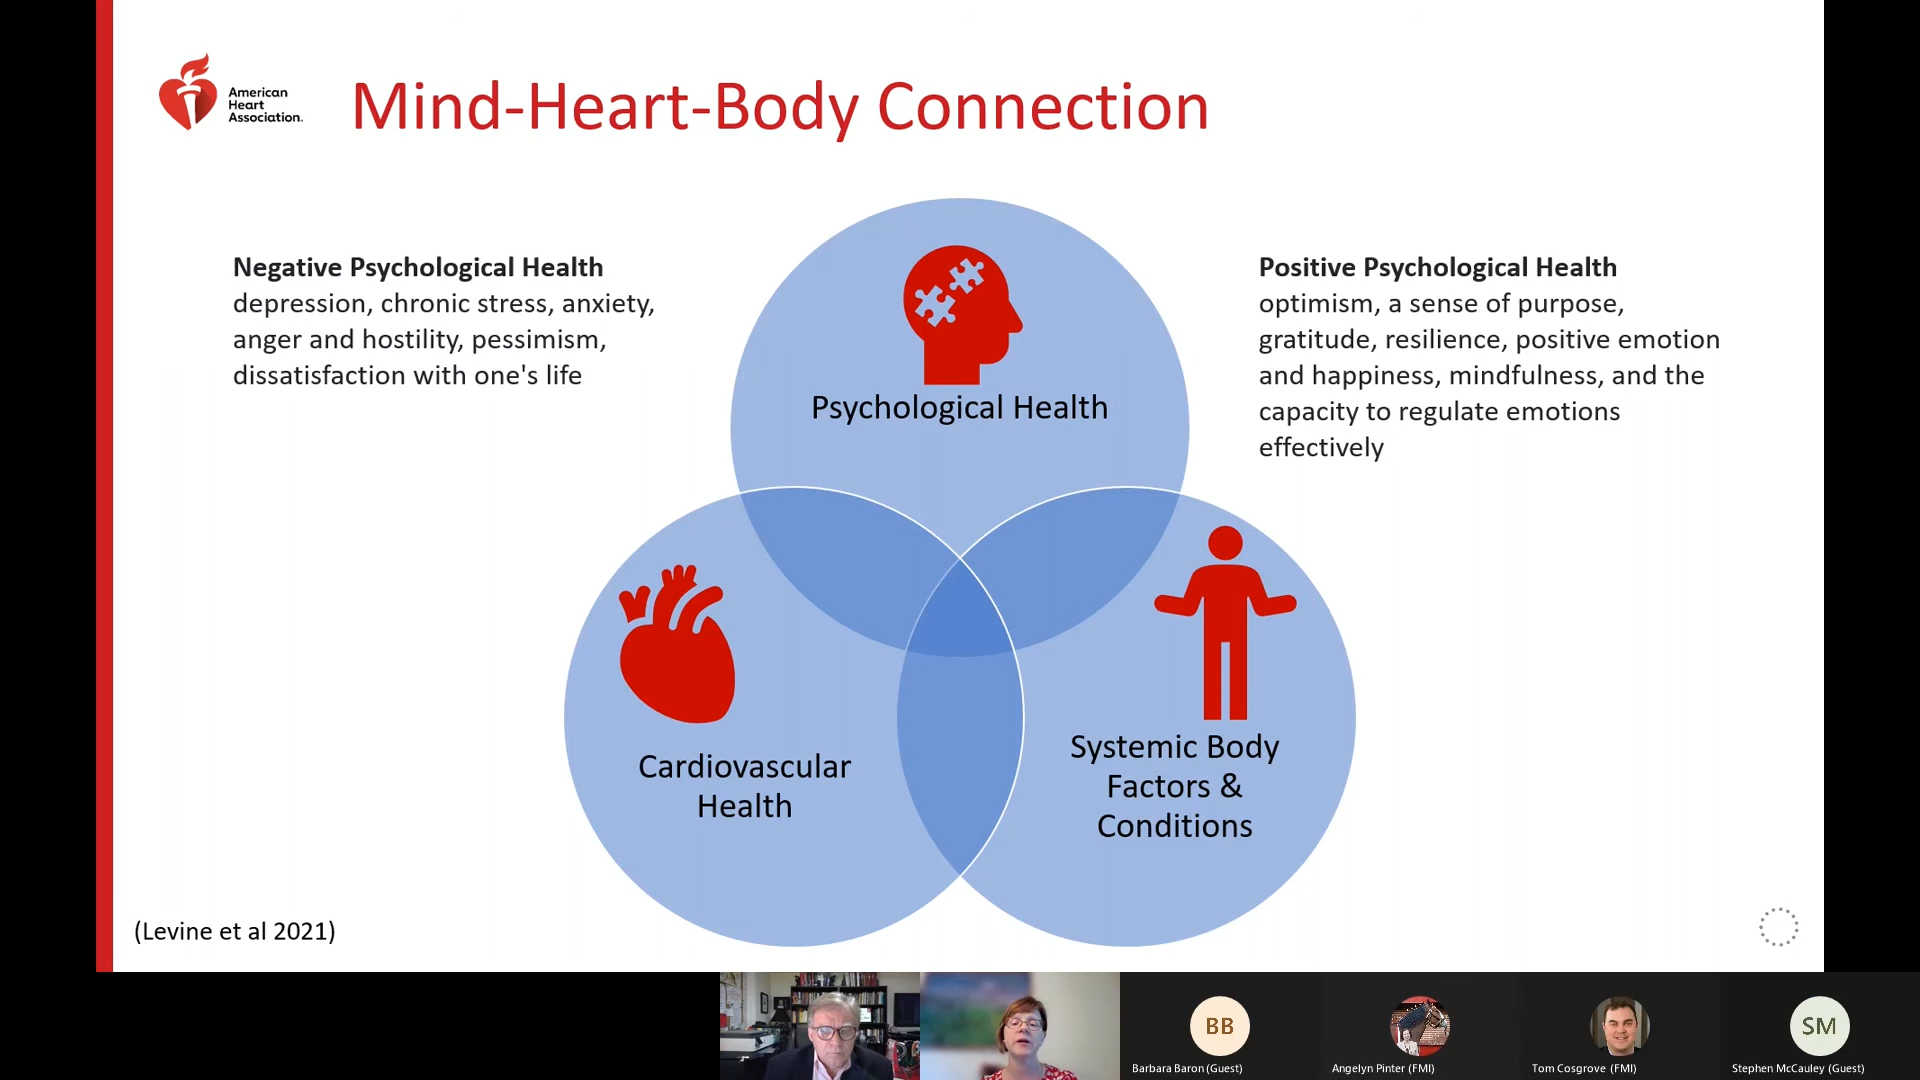 American
Heart
Association.
Mind-Heart-Body Connection
Negative Psychological Health
depression, chronic stress, anxiety,
anger and hostility, pessimism,
dissatisfaction with one's life
Positive Psychological Health
optimism, a sense of purpose,
gratitude, resilience, positive emotion
and happiness, mindfulness, and the
capacity to regulate emotions
effectively
Psychological Health
Cardiovascular
Health
Systemic Body
Factors &
Conditions
(Levine et al 2021)
BB
SM
Barbara Baron (Guest)
Angelyn Pinter (FMI)
Tom Cosgrove (FMI)
Stephen McCauley (Guest)